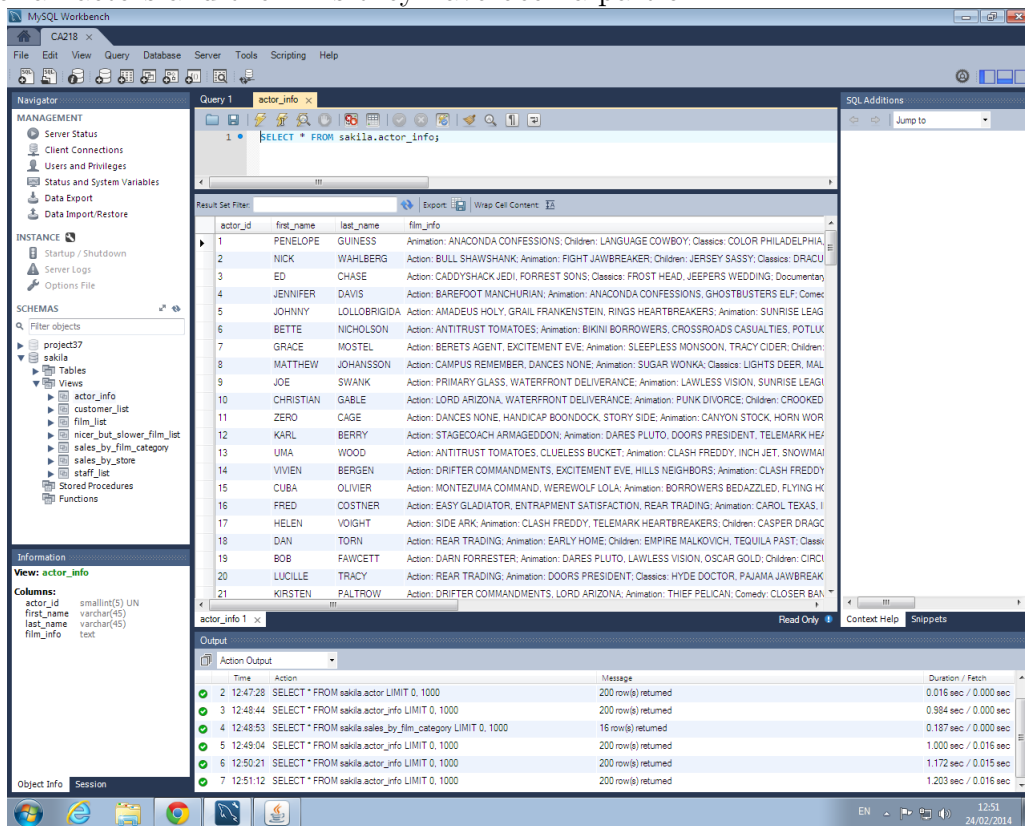 MySQL Workbench
CA218
File Edit View Query Database Server Tools Scripting Help
Navigator
MANAGEMENT
Server Status
Client Connections
Users and Privileges
Status and System Variables
Data Export
Data Import/Restore
INSTANCE
Startup / Shutdown
Server Logs
Options File
SCHEMAS
Filter objects
project37
sakila
Tables
Views
actor_info
customer_list
film_list
nicer_but_slower_film_list
sales_by_film_category
sales_by_store
staff_list
Stored Procedures
Functions
Information
View: actor_info
Columns:
actor_id smallint(5) UN
first_name varchar(45)
last_name varchar(45)
film_info text
Object Info Session
Query 1 actor_info
1 SELECT * FROM sakila.actor_info;
Result Set Filter: Export: Wrap Cell Content:
actor_id first_name last_name film_info
1 PENELOPE GUINESS Animation: ANACONDA CONFESSIONS; Children: LANGUAGE COWBOY; Classics: COLOR PHILADELPHIA,
2 NICK WAHLBERG Action: BULL SHAWSHANK; Animation: FIGHT JAWBREAKER; Children: JERSEY SASSY; Classics: DRACU
3 ED CHASE Action: CADDYSHACK JEDI, FORREST SONS; Classics: FROST HEAD, JEEPERS WEDDING; Documentary
4 JENNIFER DAVIS Action: BAREFOOT MANCHURIAN; Animation: ANACONDA CONFESSIONS, GHOSTBUSTERS ELF; Comed
5 JOHNNY LOLLOBRIGIDA Action: AMADEUS HOLY, GRAIL FRANKENSTEIN, RINGS HEARTBREAKERS; Animation: SUNRISE LEAG
6 BETTE NICHOLSON Action: ANTITRUST TOMATOES; Animation: BIKINI BORROWERS, CROSSROADS CASUALTIES, POTLUC
7 GRACE MOSTEL Action: BERETS AGENT, EXCITEMENT EVE; Animation: SLEEPLESS MONSOON, TRACY CIDER; Children:
8 MATTHEW JOHANSSON Action: CAMPUS REMEMBER, DANCES NONE; Animation: SUGAR WONKA; Classics: LIGHTS DEER, MAL
9 JOE SWANK Action: PRIMARY GLASS, WATERFRONT DELIVERANCE; Animation: LAWLESS VISION, SUNRISE LEAGU
10 CHRISTIAN GABLE Action: LORD ARIZONA, WATERFRONT DELIVERANCE; Animation: PUNK DIVORCE; Children: CROOKED
11 ZERO CAGE Action: DANCES NONE, HANDICAP BOONDOCK, STORY SIDE; Animation: CANYON STOCK, HORN WOR
12 KARL BERRY Action: STAGECOACH ARMAGEDDON; Animation: DARES PLUTO, DOORS PRESIDENT, TELEMARK HEA
13 UMA WOOD Action: ANTITRUST TOMATOES, CLUELESS BUCKET; Animation: CLASH FREDDY, INCH JET, SNOWMA
14 VIVIEN BERGEN Action: DRIFTER COMMANDMENTS, EXCITEMENT EVE, HILLS NEIGHBORS; Animation: CLASH FREDDY
15 CUBA OLIVIER Action: MONTEZUMA COMMAND, WEREWOLF LOLA; Animation: BORROWERS BEDAZZLED, FLYING HO
16 FRED COSTNER Action: EASY GLADIATOR, ENTRAPMENT SATISFACTION, REAR TRADING; Animation: CAROL TEXAS, I
17 HELEN VOIGHT Action: SIDE ARK; Animation: CLASH FREDDY, TELEMARK HEARTBREAKERS; Children: CASPER DRAGO
18 DAN TORN Action: REAR TRADING; Animation: EARLY HOME; Children: EMPIRE MALKOVICH, TEQUILA PAST; Classic
19 BOB FAWCETT Action: DARN FORRESTER; Animation: DARES PLUTO, LAWLESS VISION, OSCAR GOLD; Children: CIRCU
20 LUCILLE TRACY Action: REAR TRADING; Animation: DOORS PRESIDENT; Classics: HYDE DOCTOR, PAJAMA JAWBREAK
21 KIRSTEN PALTROW Action: DRIFTER COMMANDMENTS, LORD ARIZONA; Animation: THIEF PELICAN; Comedy: CLOSER BAN
actor_info 1 Read Only
SQL Additions
Jump to
Context Help Snippets
Output
Action Output
Time Action Message Duration / Fetch
2 12:47:28 SELECT * FROM sakila.actor LIMIT 0, 1000 200 row(s) returned 0.016 sec / 0.000 sec
3 12:48:44 SELECT * FROM sakila.actor_info LIMIT 0, 1000 200 row(s) returned 0.984 sec / 0.000 sec
4 12:48:53 SELECT * FROM sakila.sales_by_film_category LIMIT 0, 1000 16 row(s) returned 0.187 sec / 0.000 sec
5 12:49:04 SELECT * FROM sakila.actor_info LIMIT 0, 1000 200 row(s) returned 1.000 sec / 0.016 sec
6 12:50:21 SELECT * FROM sakila.actor_info LIMIT 0, 1000 200 row(s) returned 1.172 sec / 0.015 sec
7 12:51:12 SELECT * FROM sakila.actor_info LIMIT 0, 1000 200 row(s) returned 1.203 sec / 0.016 sec
EN
12:51
24/02/2014